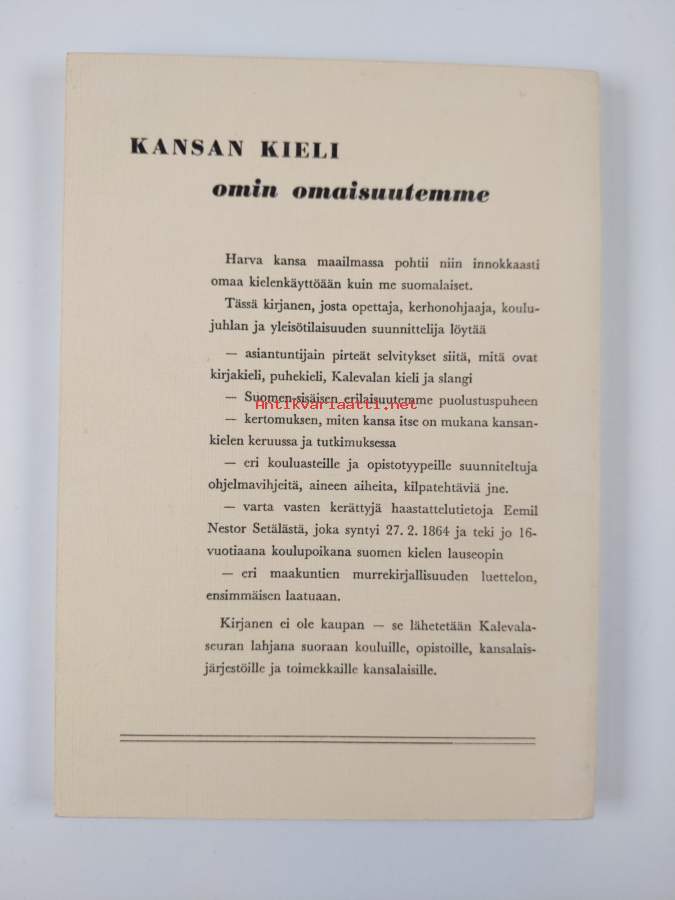 KANSAN KIELI
omin omaisuutemme
Harva kansa maailmassa pohtii niin innokkaasti
omaa kielenkäyttöään kuin me suomalaiset.
Tässä kirjanen, josta opettaja, kerhonohjaaja, koulu-
juhlan ja yleisötilaisuuden suunnittelija löytää
— asiantuntijain pirteät selvitykset siitä, mitä ovat
kirjakieli, puhekieli, Kalevalan kieli ja slangi
— Suomen-sisäisen erilaisuutemme puolustuspuheen
Antikvariaatti.net
— kertomuksen, miten kansa itse on mukana kansan-
kielen keruussa ja tutkimuksessa
— eri kouluasteille ja opistotyypeille suunniteltuja
ohjelmavihjeitä, aineen aiheita, kilpatehtäviä jne.
— varta vasten kerättyjä haastattelutietoja Eemil
Nestor Setälästä, joka syntyi 27. 2. 1864 ja teki jo 16-
vuotiaana koulupoikana suomen kielen lauseopin
— eri maakuntien murrekirjallisuuden luettelon,
ensimmäisen laatuaan.
Kirjanen ei ole kaupan — se lähetetään Kalevala-
seuran lahjana suoraan kouluille, opistoille, kansalais-
järjestöille ja toimekkaille kansalaisille.